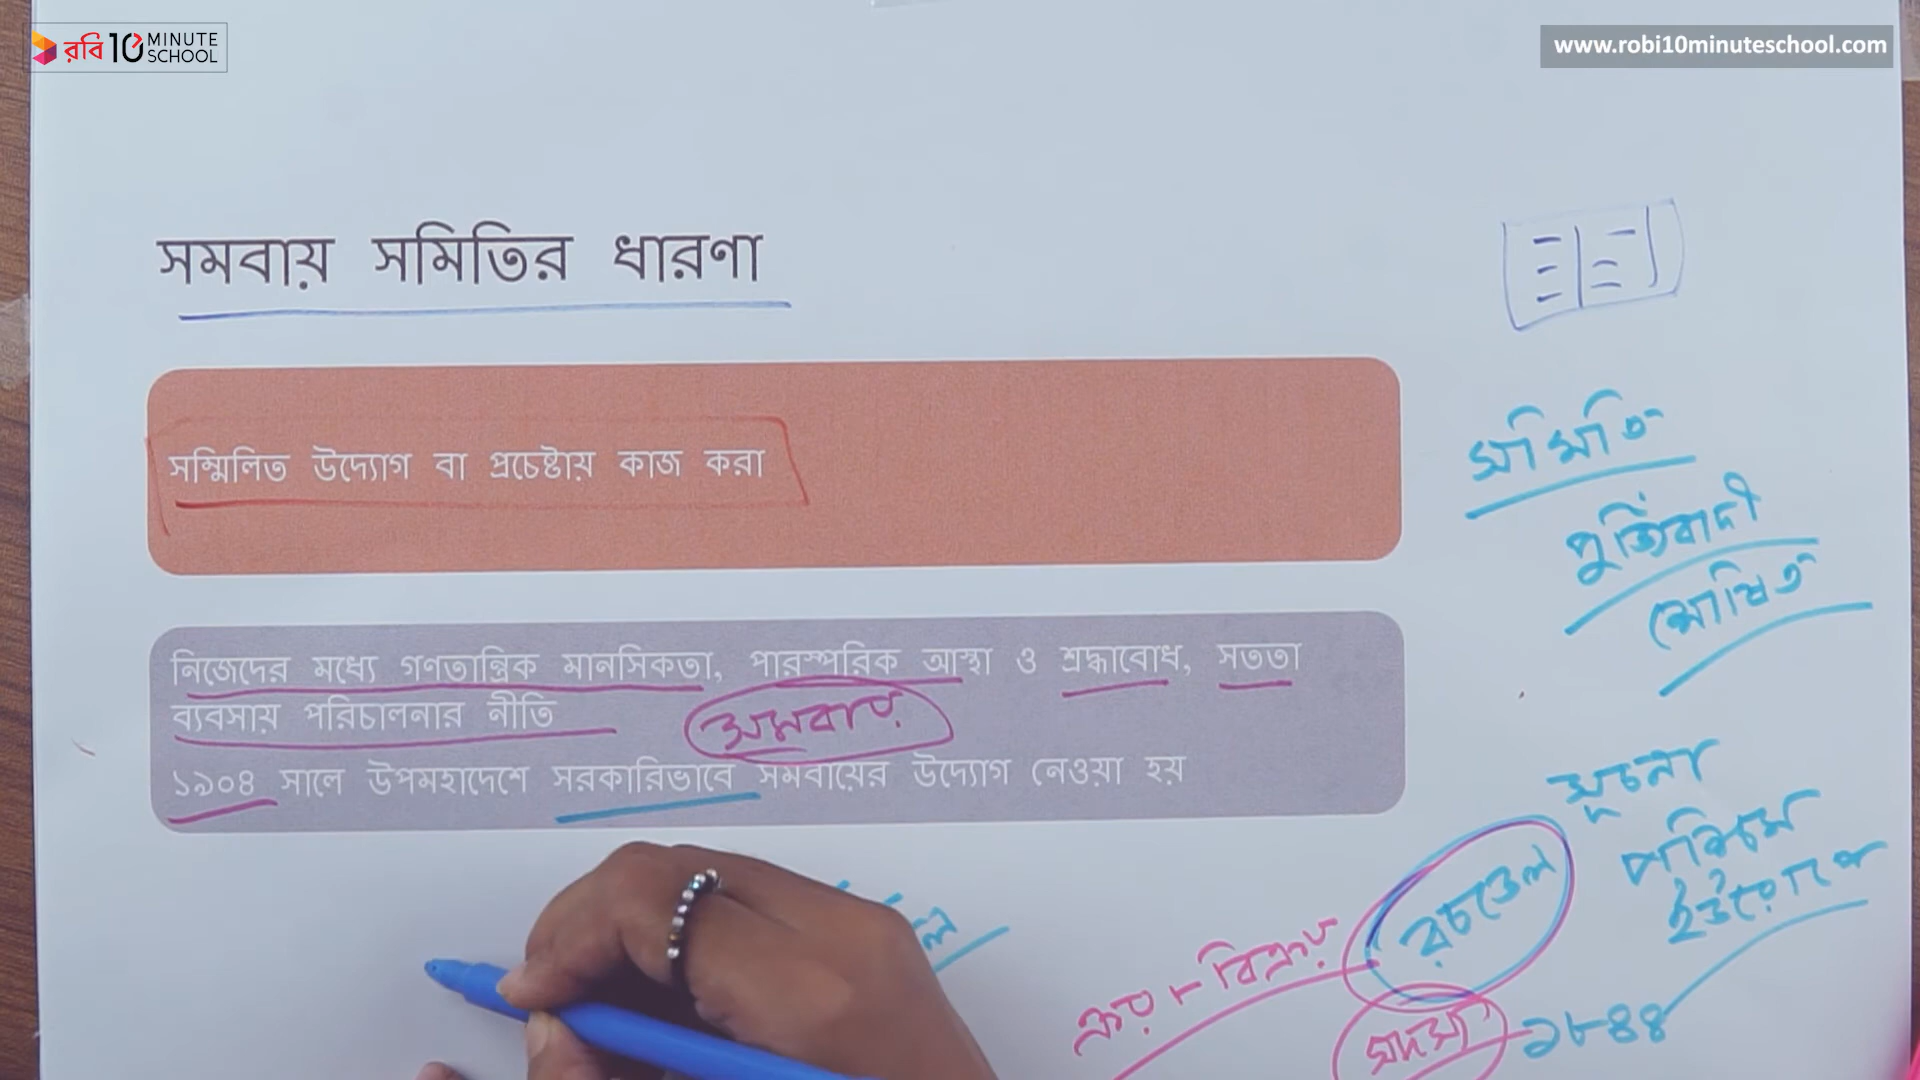 রবি 10 MINUTE SCHOOL
www.robi10minuteschool.com
সমবায় সমিতির ধারণা
সম্মিলিত উদ্যোগ বা প্রচেষ্টায় কাজ করা
নিজেদের মধ্যে গণতান্ত্রিক মানসিকতা, পারস্পরিক আস্থা ও শ্রদ্ধাবোধ, সততা
ব্যবসায় পরিচালনার নীতি
সমবায়
১৯০৪ সালে উপমহাদেশে সরকারিভাবে সমবায়ের উদ্যোগ নেওয়া হয়
সমিতি
পুঁজিবাদী
শোষিত
সূচনা
পশ্চিম
ইউরোপে
রচডেল
ক্রয়-বিক্রয়
সদস্য
১৮৪৪